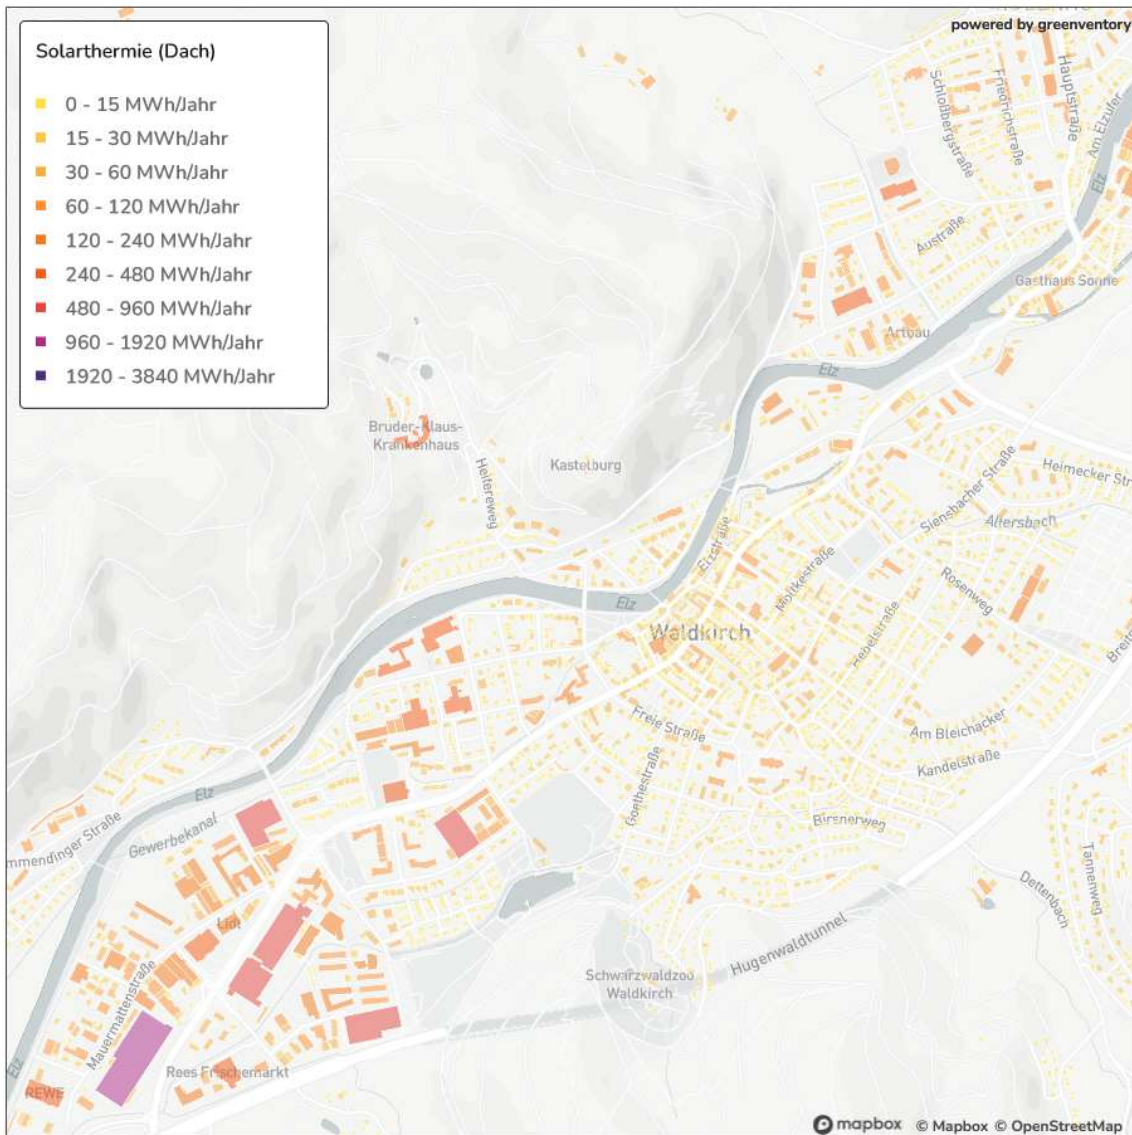 powered by greenventory
Solarthermie (Dach)
0 - 15 MWh/Jahr
15 - 30 MWh/Jahr
30 - 60 MWh/Jahr
60 - 120 MWh/Jahr
120 - 240 MWh/Jahr
240 - 480 MWh/Jahr
480 - 960 MWh/Jahr
960 - 1920 MWh/Jahr
1920 - 3840 MWh/Jahr
Schloßbergstraße
Friedrichstraße
Hauptstraße
Am Elzufer
Elz
Austraße
Gasthaus Sonne
Artpau
Elz
Bruder-Klaus-
Krankenhaus
Heitereweg
Kastelburg
Siensbacher Straße
Heimecker Str
Altersbach
Elzstraße
Moltkestraße
Rosenweg
Elz
Waldkirch
Hebelstraße
Breit
Freie Straße
Am Bleichacker
Kandelstraße
Goethestraße
Elz
Gewerbekanal
mmendinger Straße
Birsnerweg
Tannenweg
Dettenbach
Lidl
Hugenwaldtunnel
Schwarzwaldzoo
Waldkirch
Mauermattenstraße
Elz
Rees Frischemarkt
REWE
mapbox © Mapbox © OpenStreetMap